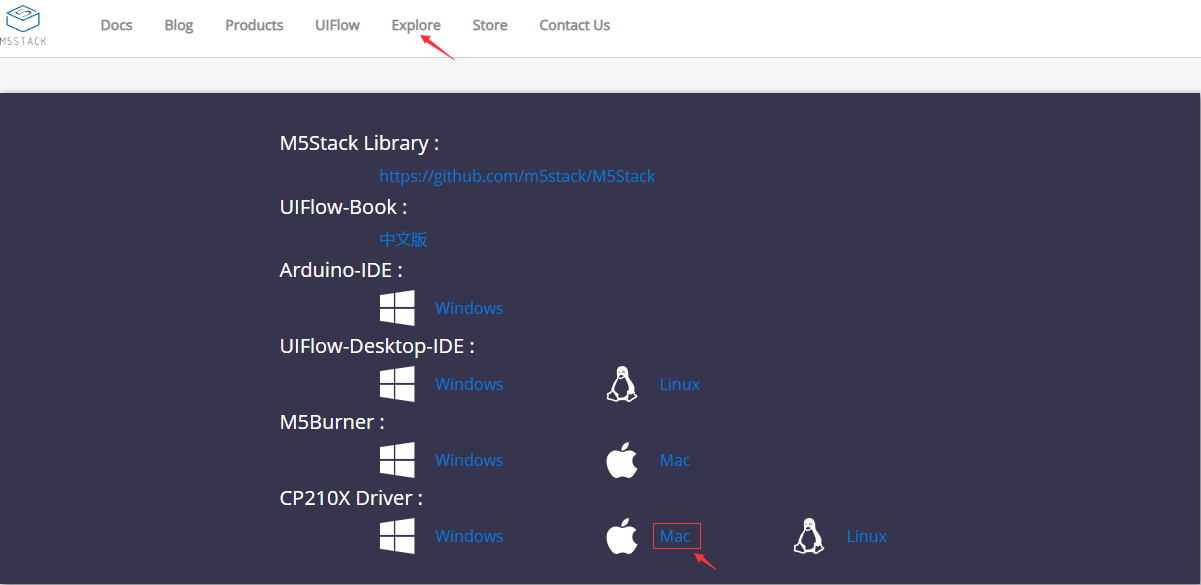 Docs Blog Products UIFlow Explore Store Contact Us
M5STACK
M5Stack Library :
https://github.com/m5stack/M5Stack
UIFlow-Book :
中文版
Arduino-IDE :
Windows
UIFlow-Desktop-IDE :
Windows Linux
M5Burner :
Windows Mac
CP210X Driver :
Windows Mac Linux